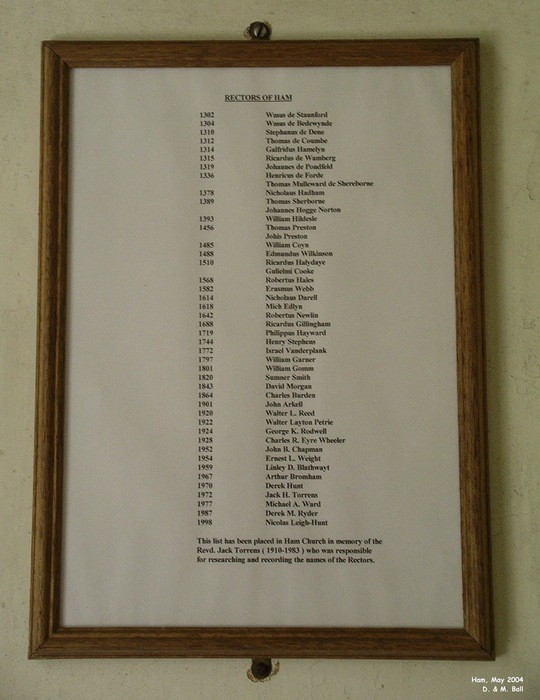 RECTORS OF HAM
1302 Wmus de Staunford
1304 Wmus de Bedewynde
1310 Stephanus de Dene
1312 Thomas de Coumbe
1314 Galfridus Hamelyn
1315 Ricardus de Wamberg
1319 Johannes de Pondfeld
1336 Henricus de Forde
Thomas Mulleward de Shereborne
1378 Nicholaus Hadham
1389 Thomas Sherborne
Johannes Hogge Norton
1393 William Hildesle
1456 Thomas Preston
Johis Preston
1485 William Coyn
1488 Edmundus Wilkinson
1510 Ricardus Halydaye
Gulielmi Cooke
1568 Robertus Hales
1582 Erasmus Webb
1614 Nicholaus Darell
1618 Mich Edlyn
1642 Robertus Newlin
1688 Ricardus Gillingham
1719 Philippus Hayward
1744 Henry Stephens
1772 Israel Vanderplank
1797 William Garner
1801 William Gomm
1820 Sumner Smith
1843 David Morgan
1864 Charles Burden
1901 John Arkell
1920 Walter L. Reed
1922 Walter Layton Petrie
1924 George K. Rodwell
1928 Charles R. Eyre Wheeler
1952 John B. Chapman
1954 Ernest L. Weight
1959 Linley D. Blathwayt
1967 Arthur Bromham
1970 Derek Hunt
1972 Jack H. Torrens
1977 Michael A. Ward
1987 Derek M. Ryder
1998 Nicolas Leigh-Hunt
This list has been placed in Ham Church in memory of the
Revd. Jack Torrens ( 1910-1983 ) who was responsible
for researching and recording the names of the Rectors.
Ham, May 2004
D. & M. Ball